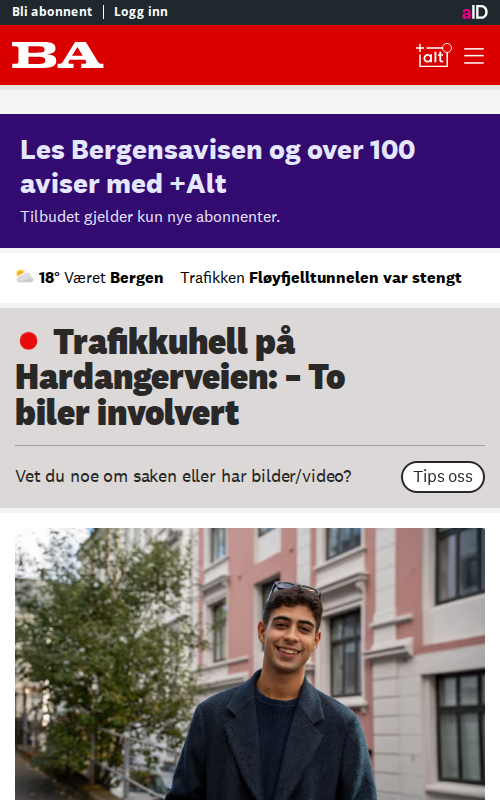 Bli abonnent | Logg inn
aID
BA
+alt
Les Bergensavisen og over 100
aviser med +Alt
Tilbudet gjelder kun nye abonnenter.
18° Været Bergen Trafikken Fløyfjelltunnelen var stengt
Trafikkuhell på
Hardangerveien: – To
biler involvert
Vet du noe om saken eller har bilder/video?
Tips oss